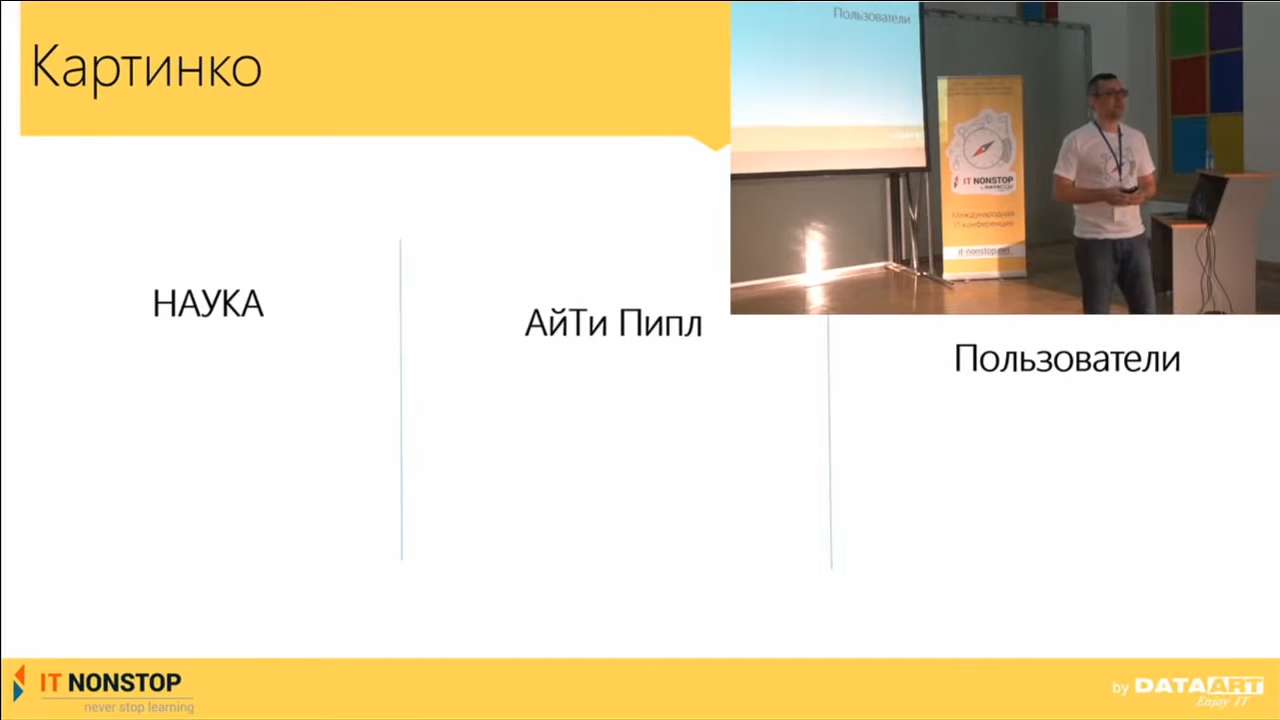 Картинко
НАУКА
АйТи Пипл
Пользователи
Пользователи
IT NONSTOP
Международная
IT-конференция
it-nonstop.net
IT NONSTOP
never stop learning
by DATAART
Enjoy IT